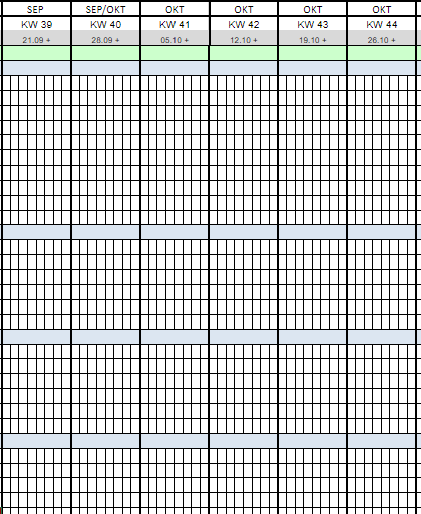 SEP SEP/OKT OKT OKT OKT OKT
KW 39 KW 40 KW 41 KW 42 KW 43 KW 44
21.09 + 28.09 + 05.10 + 12.10 + 19.10 + 26.10 +